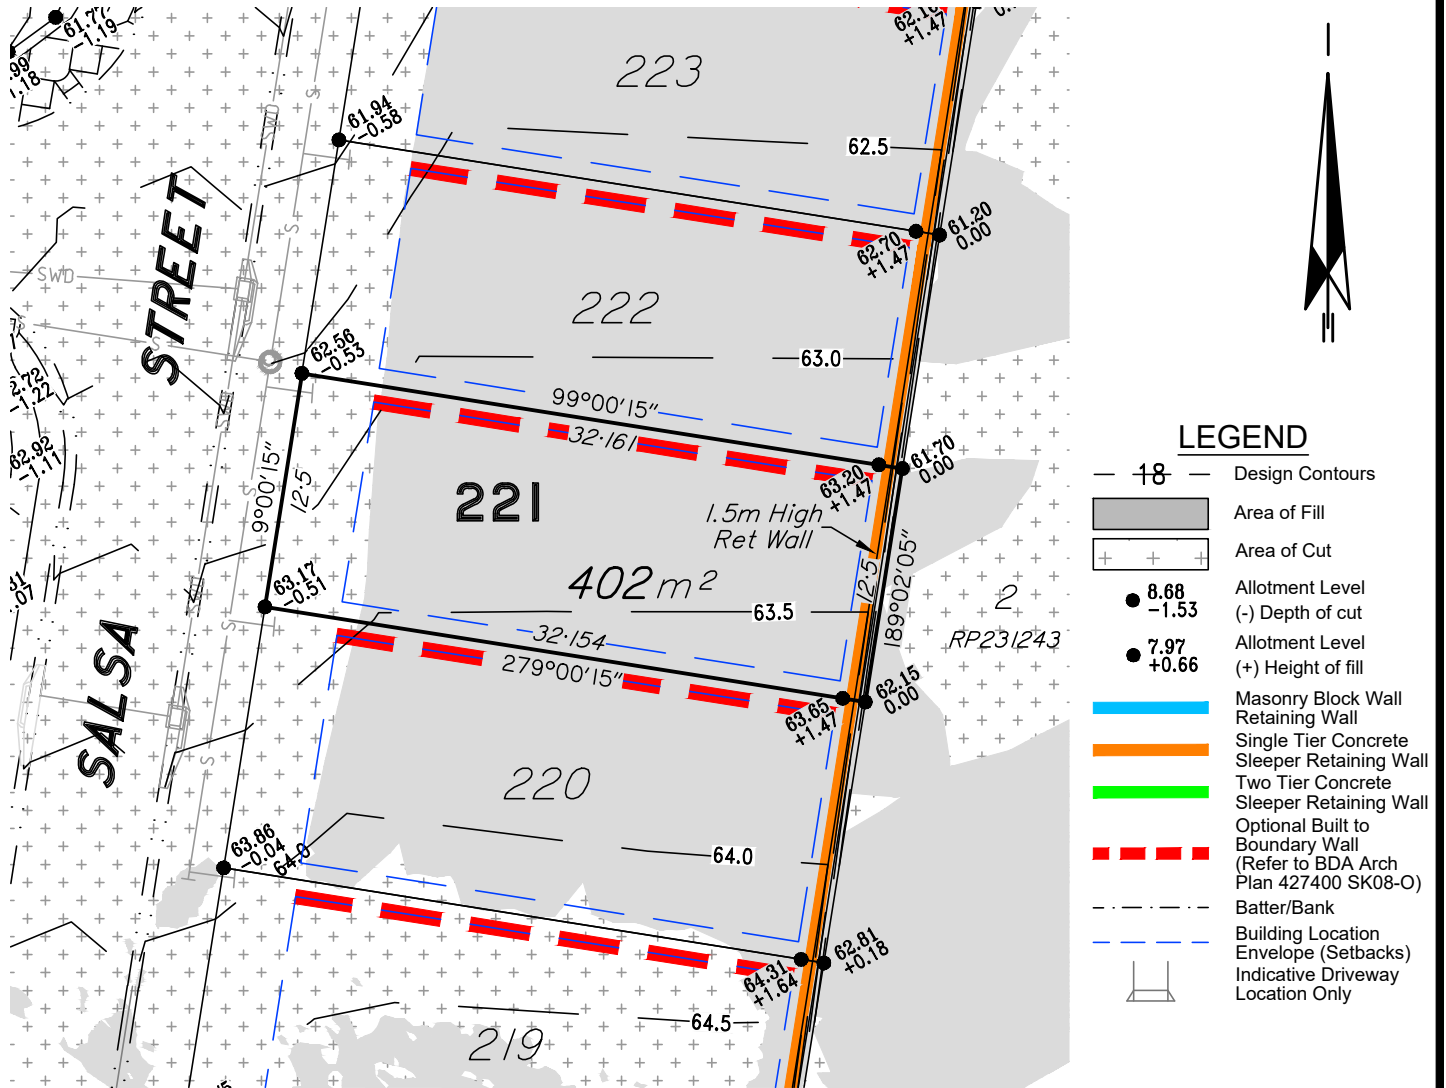 61.77
-1.19
.99
1.18
61.94
-0.58
223
62.16
+1.47
0.
62.5
SWD
S
STREET
S
62.70
+1.47
61.20
0.00
SWD
222
S
S
62.56
-0.53
63.0
2.72
-1.22
99°00'15"
32·161
SWD
62.92
-1.11
9°00'15"
12·5
S
221
63.20
+1.47
61.70
0.00
1.5m High
Ret Wall
12·5
189°02'05"
402m²
63.17
-0.51
SWD
.07
63.5
2
RP231243
S
32·154
279°00'15"
SALSA
63.65
+1.47
62.15
0.00
S
220
63.86
-0.04
64.0
64.0
64.31
+1.64
62.81
+0.18
64.5
219
LEGEND
18
Design Contours
Area of Fill
Area of Cut
8.68
-1.53
Allotment Level
(-) Depth of cut
7.97
+0.66
Allotment Level
(+) Height of fill
Masonry Block Wall
Retaining Wall
Single Tier Concrete
Sleeper Retaining Wall
Two Tier Concrete
Sleeper Retaining Wall
Optional Built to
Boundary Wall
(Refer to BDA Arch
Plan 427400 SK08-O)
Batter/Bank
Building Location
Envelope (Setbacks)
Indicative Driveway
Location Only